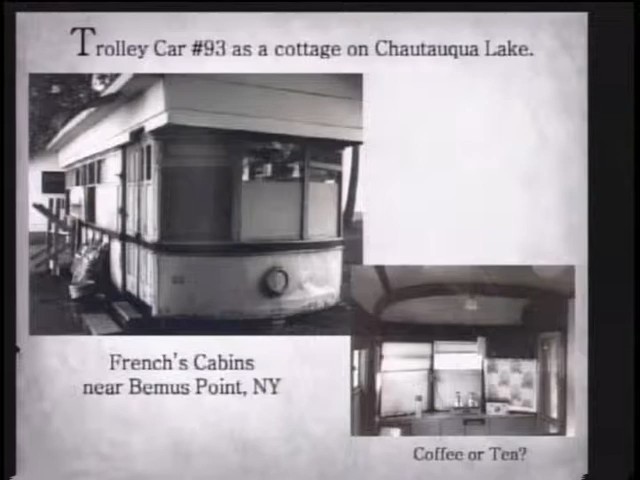 Trolley Car #93 as a cottage on Chautauqua Lake.
French's Cabins
near Bemus Point, NY
Coffee or Tea?